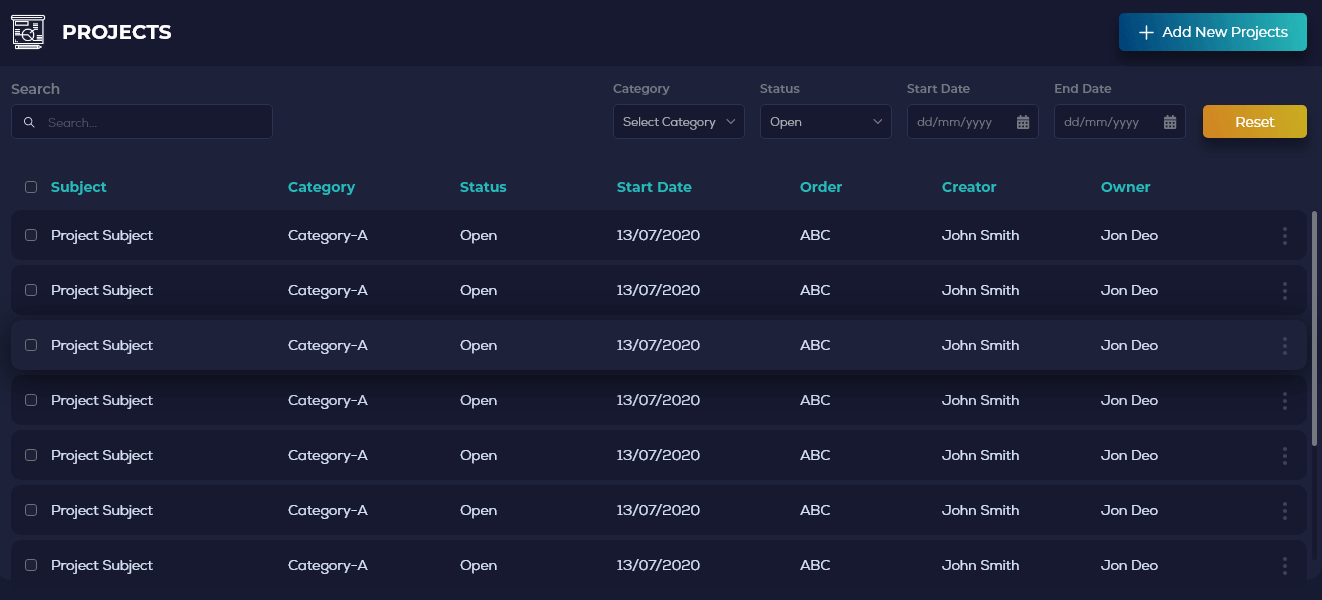 PROJECTS
Add New Projects
Search
Category
Status
Start Date
End Date
Search...
Select Category
Open
dd/mm/yyyy
dd/mm/yyyy
Reset
Subject Category Status Start Date Order Creator Owner
Project Subject Category-A Open 13/07/2020 ABC John Smith Jon Deo
Project Subject Category-A Open 13/07/2020 ABC John Smith Jon Deo
Project Subject Category-A Open 13/07/2020 ABC John Smith Jon Deo
Project Subject Category-A Open 13/07/2020 ABC John Smith Jon Deo
Project Subject Category-A Open 13/07/2020 ABC John Smith Jon Deo
Project Subject Category-A Open 13/07/2020 ABC John Smith Jon Deo
Project Subject Category-A Open 13/07/2020 ABC John Smith Jon Deo